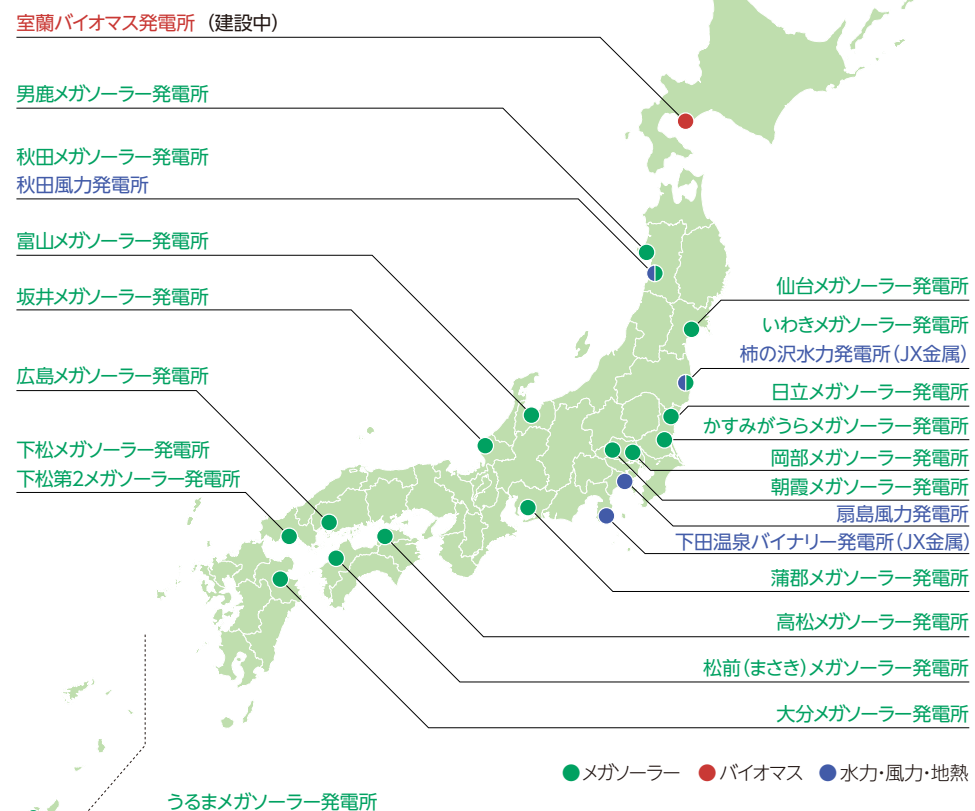 室蘭バイオマス発電所 (建設中)
男鹿メガソーラー発電所
秋田メガソーラー発電所
秋田風力発電所
富山メガソーラー発電所
坂井メガソーラー発電所
広島メガソーラー発電所
下松メガソーラー発電所
下松第2メガソーラー発電所
仙台メガソーラー発電所
いわきメガソーラー発電所
柿の沢水力発電所(JX金属)
日立メガソーラー発電所
かすみがうらメガソーラー発電所
岡部メガソーラー発電所
朝霞メガソーラー発電所
扇島風力発電所
下田温泉バイナリー発電所(JX金属)
蒲郡メガソーラー発電所
高松メガソーラー発電所
松前(まさき)メガソーラー発電所
大分メガソーラー発電所
メガソーラー バイオマス 水力・風力・地熱
うるまメガソーラー発電所